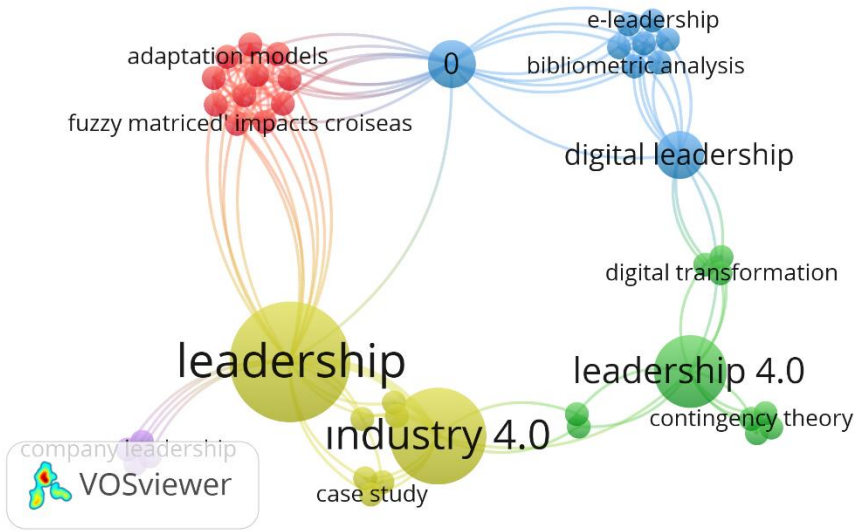 e-leadership
adaptation models
0
bibliometric analysis
fuzzy matriced' impacts croiseas
digital leadership
digital transformation
leadership
leadership 4.0
contingency theory
industry 4.0
company leadership
VOSviewer
case study